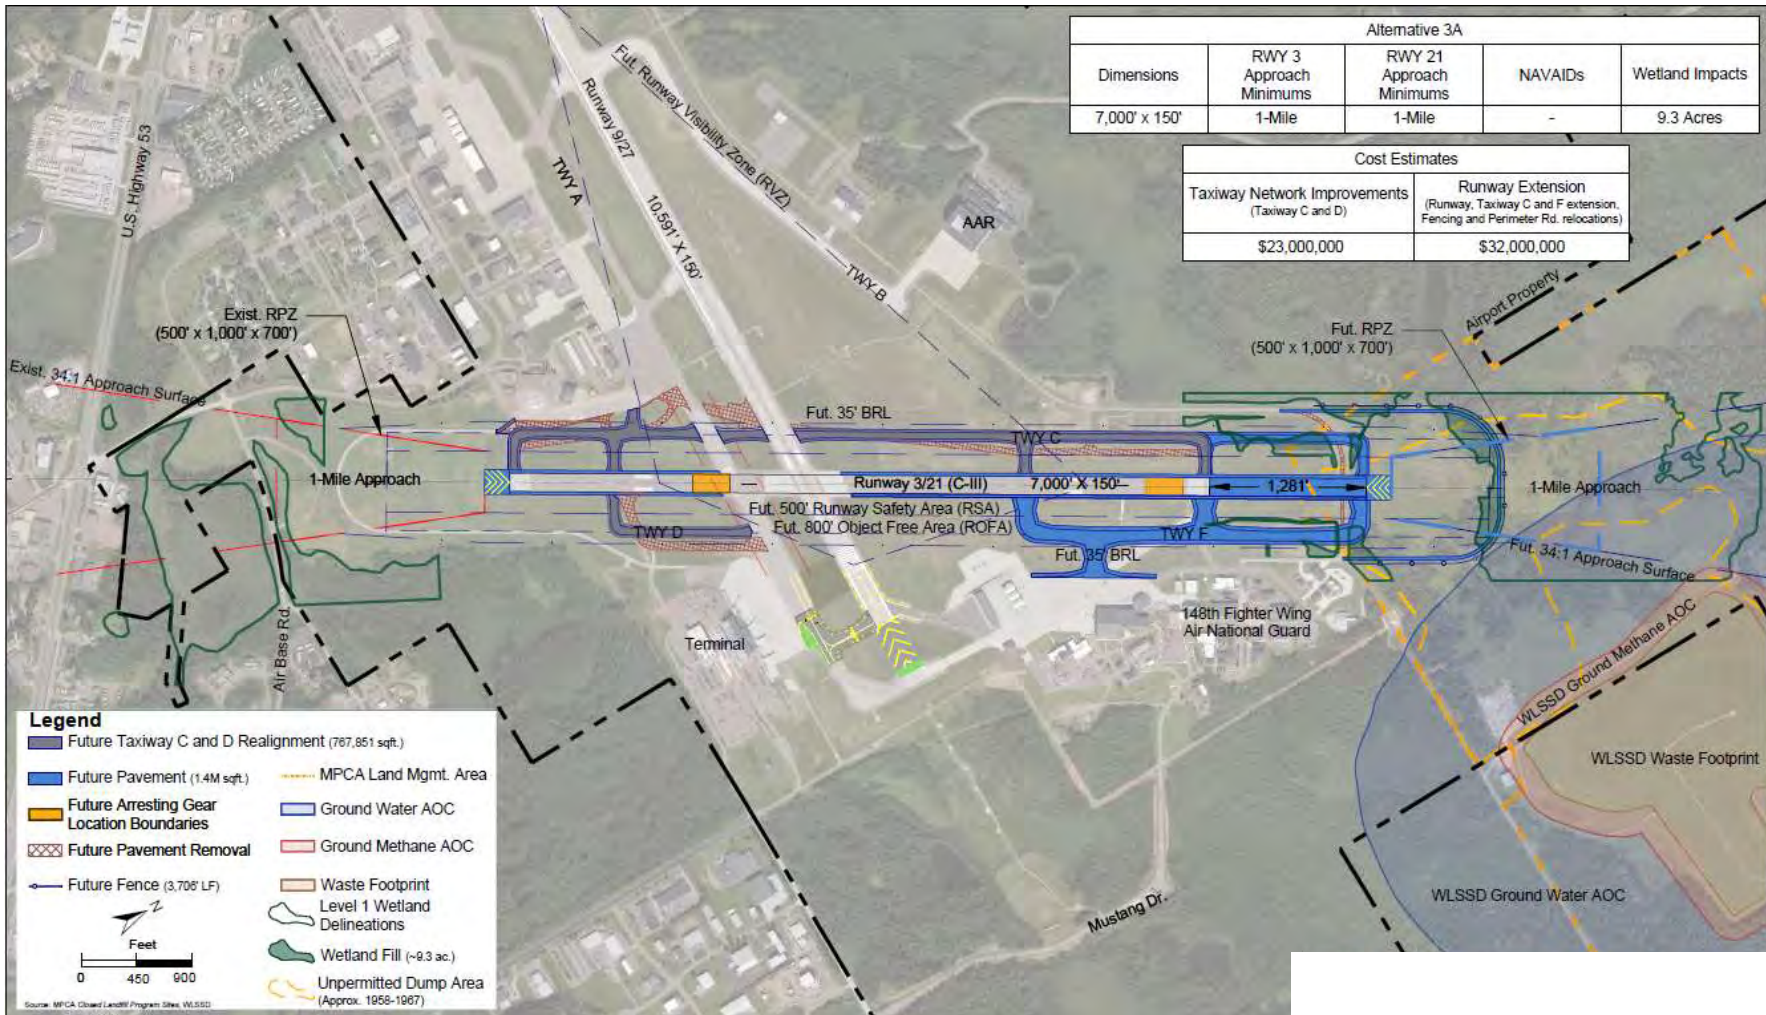 Alternative 3A
Dimensions
RWY 3
Approach
Minimums
RWY 21
Approach
Minimums
NAVAIDs
Wetland Impacts
7,000' x 150'
1-Mile
1-Mile
-
9.3 Acres
Cost Estimates
Taxiway Network Improvements
(Taxiway C and D)
Runway Extension
(Runway, Taxiway C and F extension,
Fencing and Perimeter Rd. relocations)
$23,000,000
$32,000,000
U.S. Highway 53
Runway 9/27
10,591' X 150'
TWY A
Fut. Runway Visibility Zone (RVZ)
TWY B
AAR
Airport Property
Exist. RPZ
(500' x 1,000' x 700')
Fut. RPZ
(500' x 1,000' x 700')
Exist. 34:1 Approach Surface
Fut. 35' BRL
TWY C
1-Mile Approach
Runway 3/21 (C-III)
7,000' X 150'
1,281'
1-Mile Approach
Fut. 500' Runway Safety Area (RSA)
Fut. 800' Object Free Area (ROFA)
TWY D
TWY F
Fut. 35' BRL
Fut. 34:1 Approach Surface
Air Base Rd.
Terminal
148th Fighter Wing
Air National Guard
WLSSD Ground Methane AOC
WLSSD Waste Footprint
WLSSD Ground Water AOC
Mustang Dr.
Legend
Future Taxiway C and D Realignment (767,851 sqft.)
Future Pavement (1.4M sqft.)
Future Arresting Gear
Location Boundaries
Future Pavement Removal
Future Fence (3,706' LF)
MPCA Land Mgmt. Area
Ground Water AOC
Ground Methane AOC
Waste Footprint
Level 1 Wetland
Delineations
Wetland Fill (~9.3 ac.)
Unpermitted Dump Area
(Approx. 1958-1967)
Z
Feet
0 450 900
Source: MPCA Closed Landfill Program Sites, WLSSD